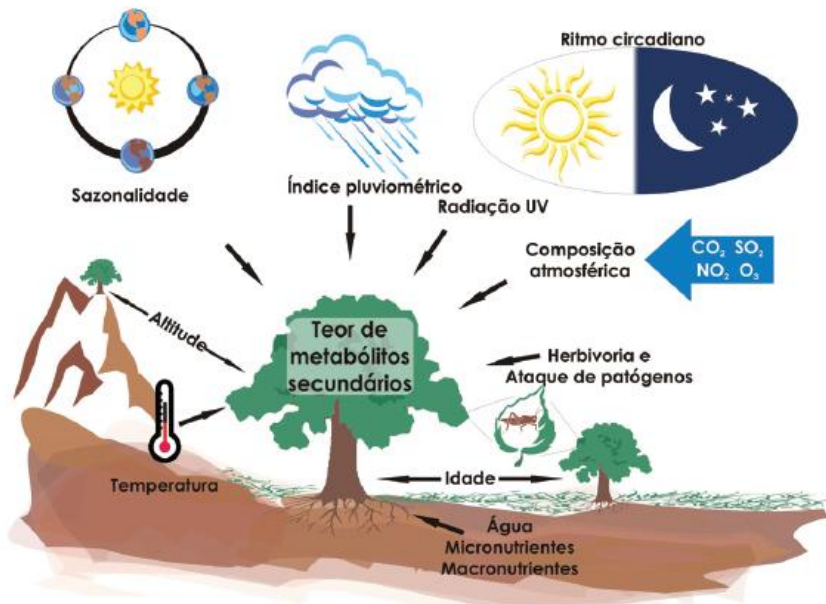 Ritmo circadiano
Sazonalidade
Índice pluviométrico
Radiação UV
Composição
atmosférica
CO₂ SO₂
NO₂ O₃
Altitude
Teor de
metabólitos
secundários
Herbivoria e
Ataque de patógenos
Temperatura
Idade
Água
Micronutrientes
Macronutrientes